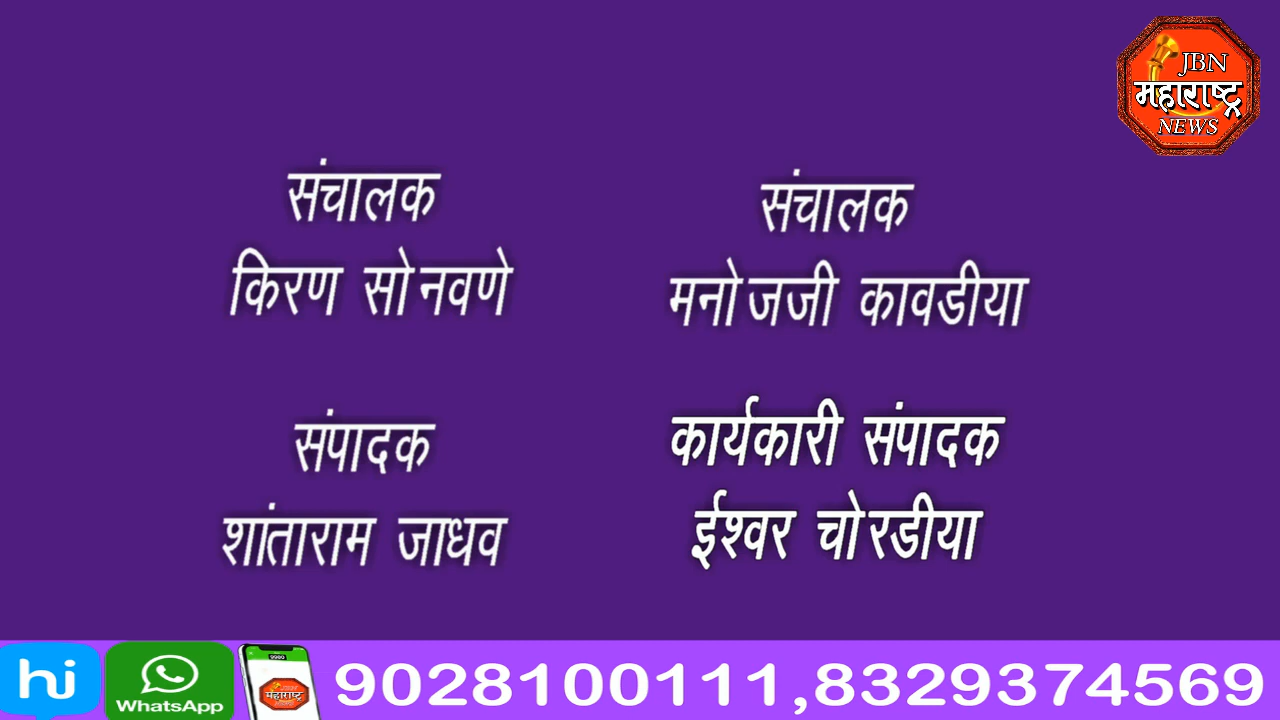 JBN
महाराष्ट्र
NEWS
संचालक
किरण सोनवणे
संचालक
मनोजजी कावडीया
संपादक
शांताराम जाधव
कार्यकारी संपादक
ईश्वर चोरडीया
hi
WhatsApp
महाराष्ट्र
9028100111,8329374569